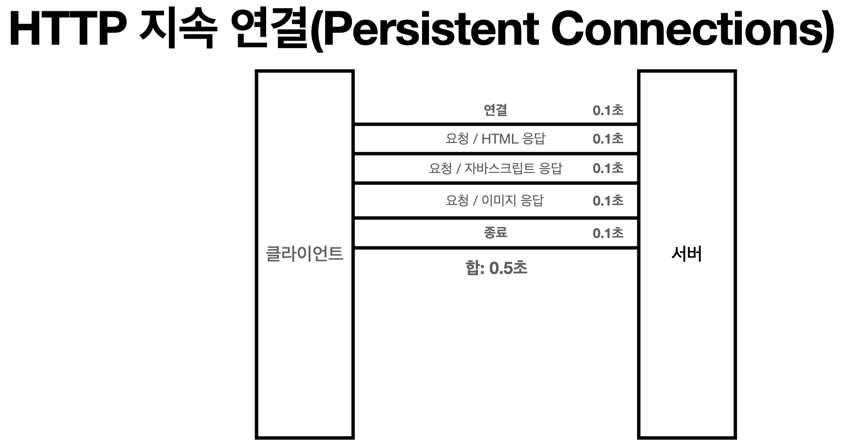 HTTP 지속 연결(Persistent Connections)
연결 0.1초
요청 / HTML 응답 0.1초
요청 / 자바스크립트 응답 0.1초
요청 / 이미지 응답 0.1초
종료 0.1초
클라이언트
서버
합: 0.5초